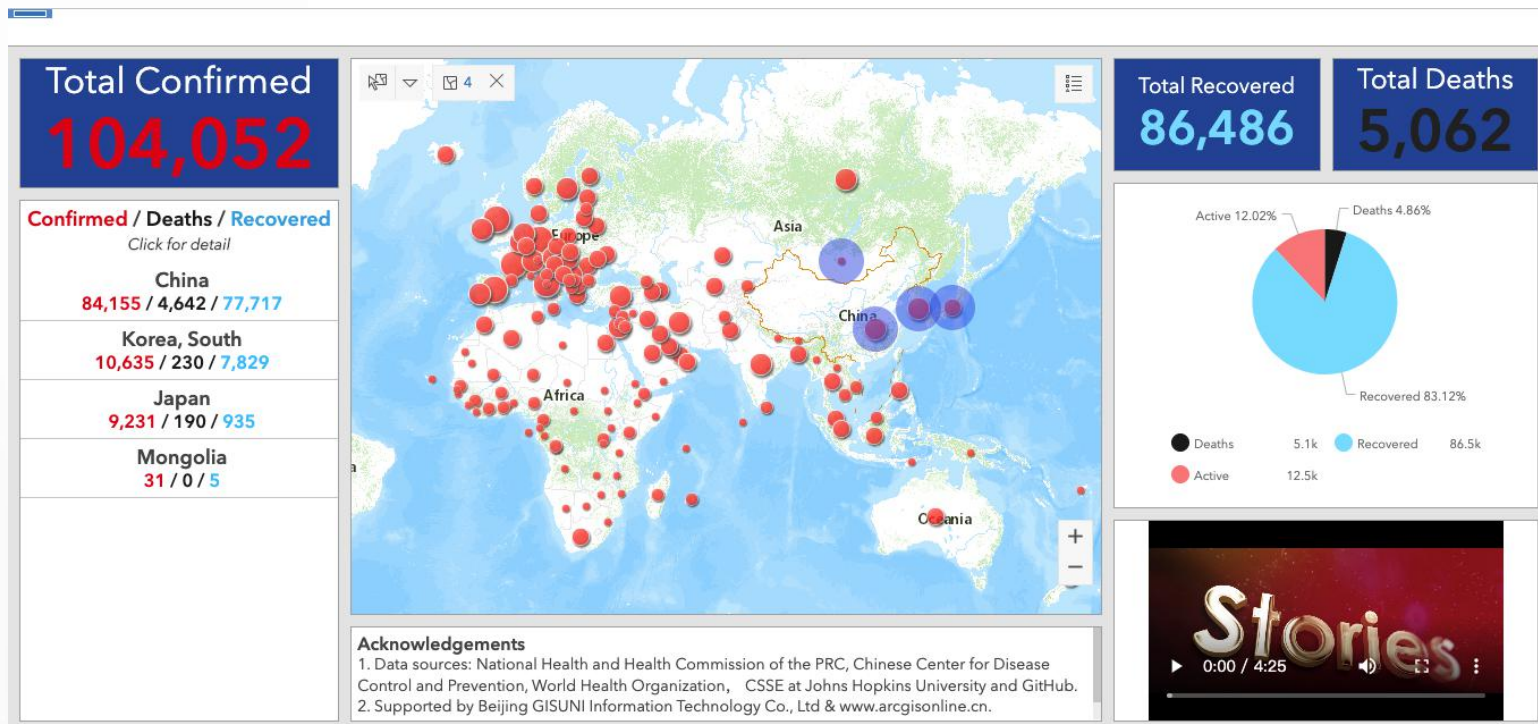 Total Confirmed
104,052
Confirmed / Deaths / Recovered
Click for detail
China
84,155 / 4,642 / 77,717
Korea, South
10,635 / 230 / 7,829
Japan
9,231 / 190 / 935
Mongolia
31 / 0 / 5
4
Asia
Europe
China
Africa
Oceania
a
+
−
Acknowledgements
1. Data sources: National Health and Health Commission of the PRC, Chinese Center for Disease
Control and Prevention, World Health Organization， CSSE at Johns Hopkins University and GitHub.
2. Supported by Beijing GISUNI Information Technology Co., Ltd & www.arcgisonline.cn.
Total Recovered
86,486
Total Deaths
5,062
Active 12.02%
Deaths 4.86%
Recovered 83.12%
Deaths 5.1k
Recovered 86.5k
Active 12.5k
Stories
0:00 / 4:25